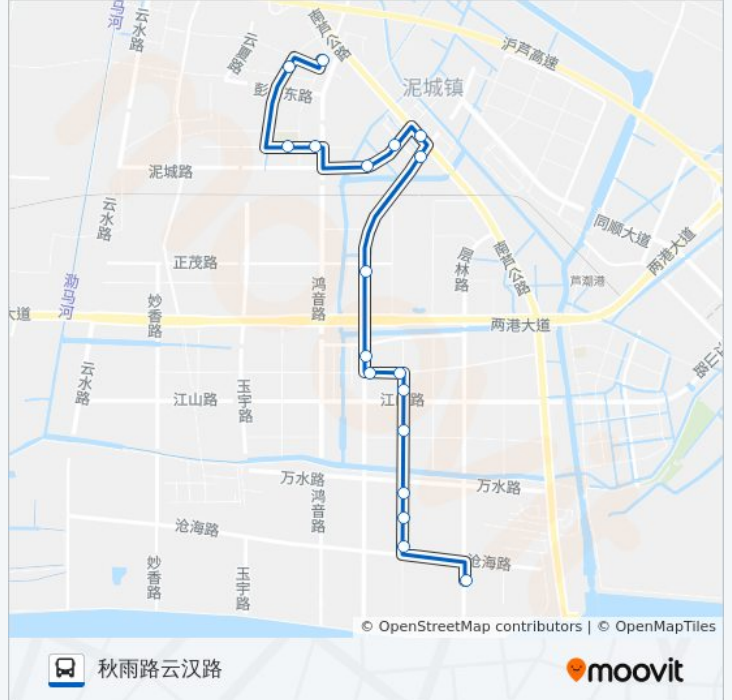 马河
云水路
南芦公路
云夏路
沪芦高速
彭
东路
泥城镇
泥城路
云水路
同顺大道
两港大道
层林路
南芦公路
正茂路
泐马河
妙香路
鸿音路
芦潮港
大道
两港大道
江山路
云水路
玉宇路
江山路
江
路
万水路
鸿音路
万水路
沧海路
沧海路
妙香路
玉宇路
© OpenStreetMap contributors | © OpenMapTiles
秋雨路云汉路
moovit